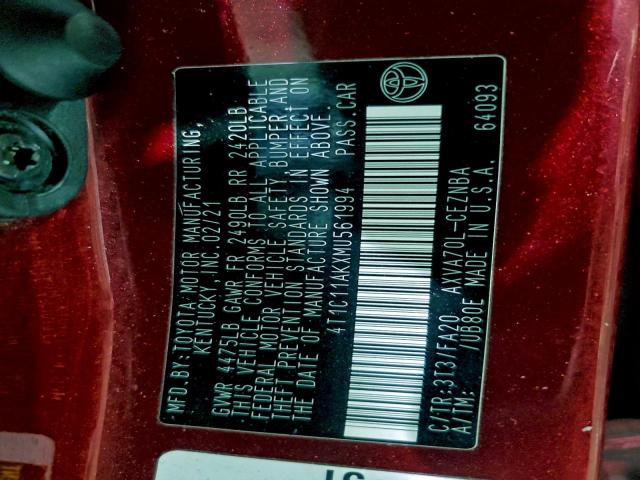 MFD.BY:TOYOTA MOTOR MANUFACTURING,
KENTUCKY, INC. 02/21
GVWR 4475LB GAWR FR 2490LB RR 2420LB
THIS VEHICLE CONFORMS TO ALL APPLICABLE
FEDERAL MOTOR VEHICLE SAFETY, BUMPER AND
THEFT PREVENTION STANDARDS IN EFFECT ON
THE DATE OF MANUFACTURE SHOWN ABOVE.
4T1C11AKXMU561994 PASS.CAR
C/TR:3T3/FA20 AXVA70L-CEZNBA
A/TM: /UB80E MADE IN U.S.A. 64093